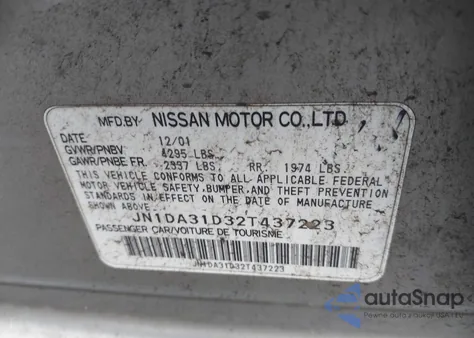 MFD.BY NISSAN MOTOR CO.,LTD.
DATE 12/01
GVWR/PNBV 4295 LBS.
GAWR/PNBE FR. 2337 LBS. RR. 1974 LBS.
THIS VEHICLE CONFORMS TO ALL APPLICABLE FEDERAL
MOTOR VEHICLE SAFETY, BUMPER, AND THEFT PREVENTION
STANDARDS IN EFFECT ON THE DATE OF MANUFACTURE
SHOWN ABOVE.
JN1DA31D32T437223
PASSENGER CAR/VOITURE DE TOURISME
JN1DA31D32T437223
autoSnap